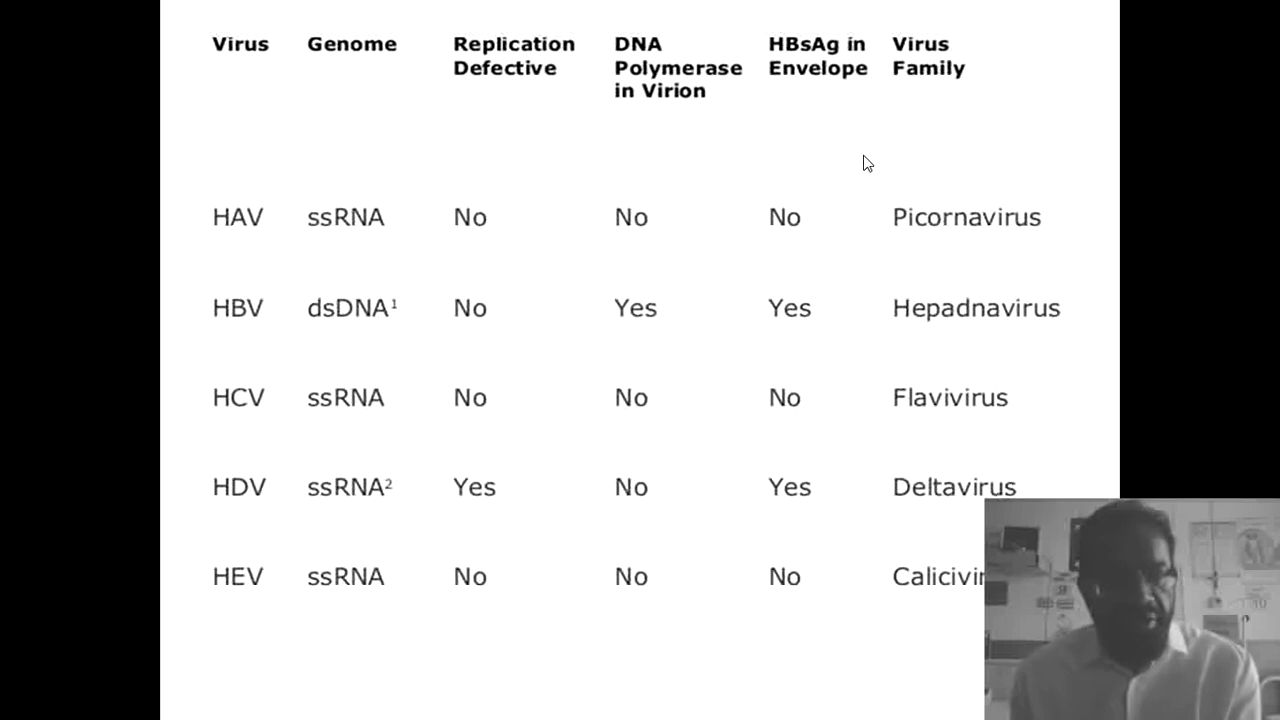 Virus Genome Replication Defective DNA Polymerase in Virion HBsAg in Envelope Virus Family
HAV ssRNA No No No Picornavirus
HBV dsDNA¹ No Yes Yes Hepadnavirus
HCV ssRNA No No No Flavivirus
HDV ssRNA² Yes No Yes Deltavirus
HEV ssRNA No No No